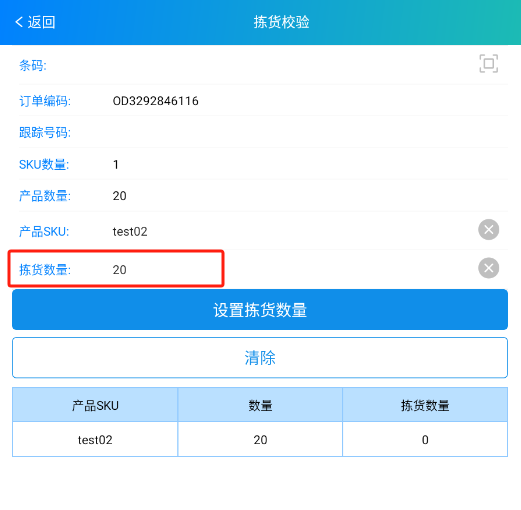 返回 拣货校验
条码:
订单编码: OD3292846116
跟踪号码:
SKU数量: 1
产品数量: 20
产品SKU: test02
拣货数量: 20
设置拣货数量
清除
产品SKU 数量 拣货数量
test02 20 0